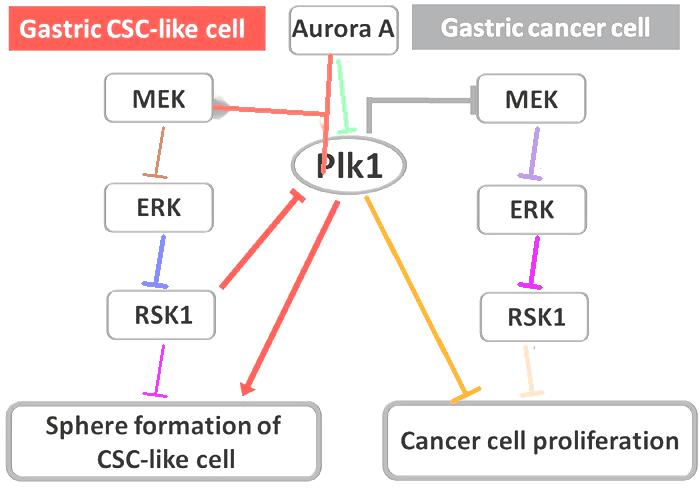 Gastric CSC-like cell
Aurora A
Gastric cancer cell
MEK
MEK
Plk1
ERK
ERK
RSK1
RSK1
Sphere formation of
CSC-like cell
Cancer cell proliferation